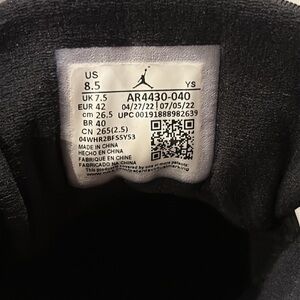 US
8.5
YS
UK 7.5
AR4430-040
EUR 42
04/27/22 | 07/05/22
cm 26.5
UPC 00191888982639
BR 40
CN 265(2.5)
04WHR2BFSSY53
MADE IN CHINA
HECHO EN CHINA
FABRIQUE EN CHINE
FABRICADO NA CHINA